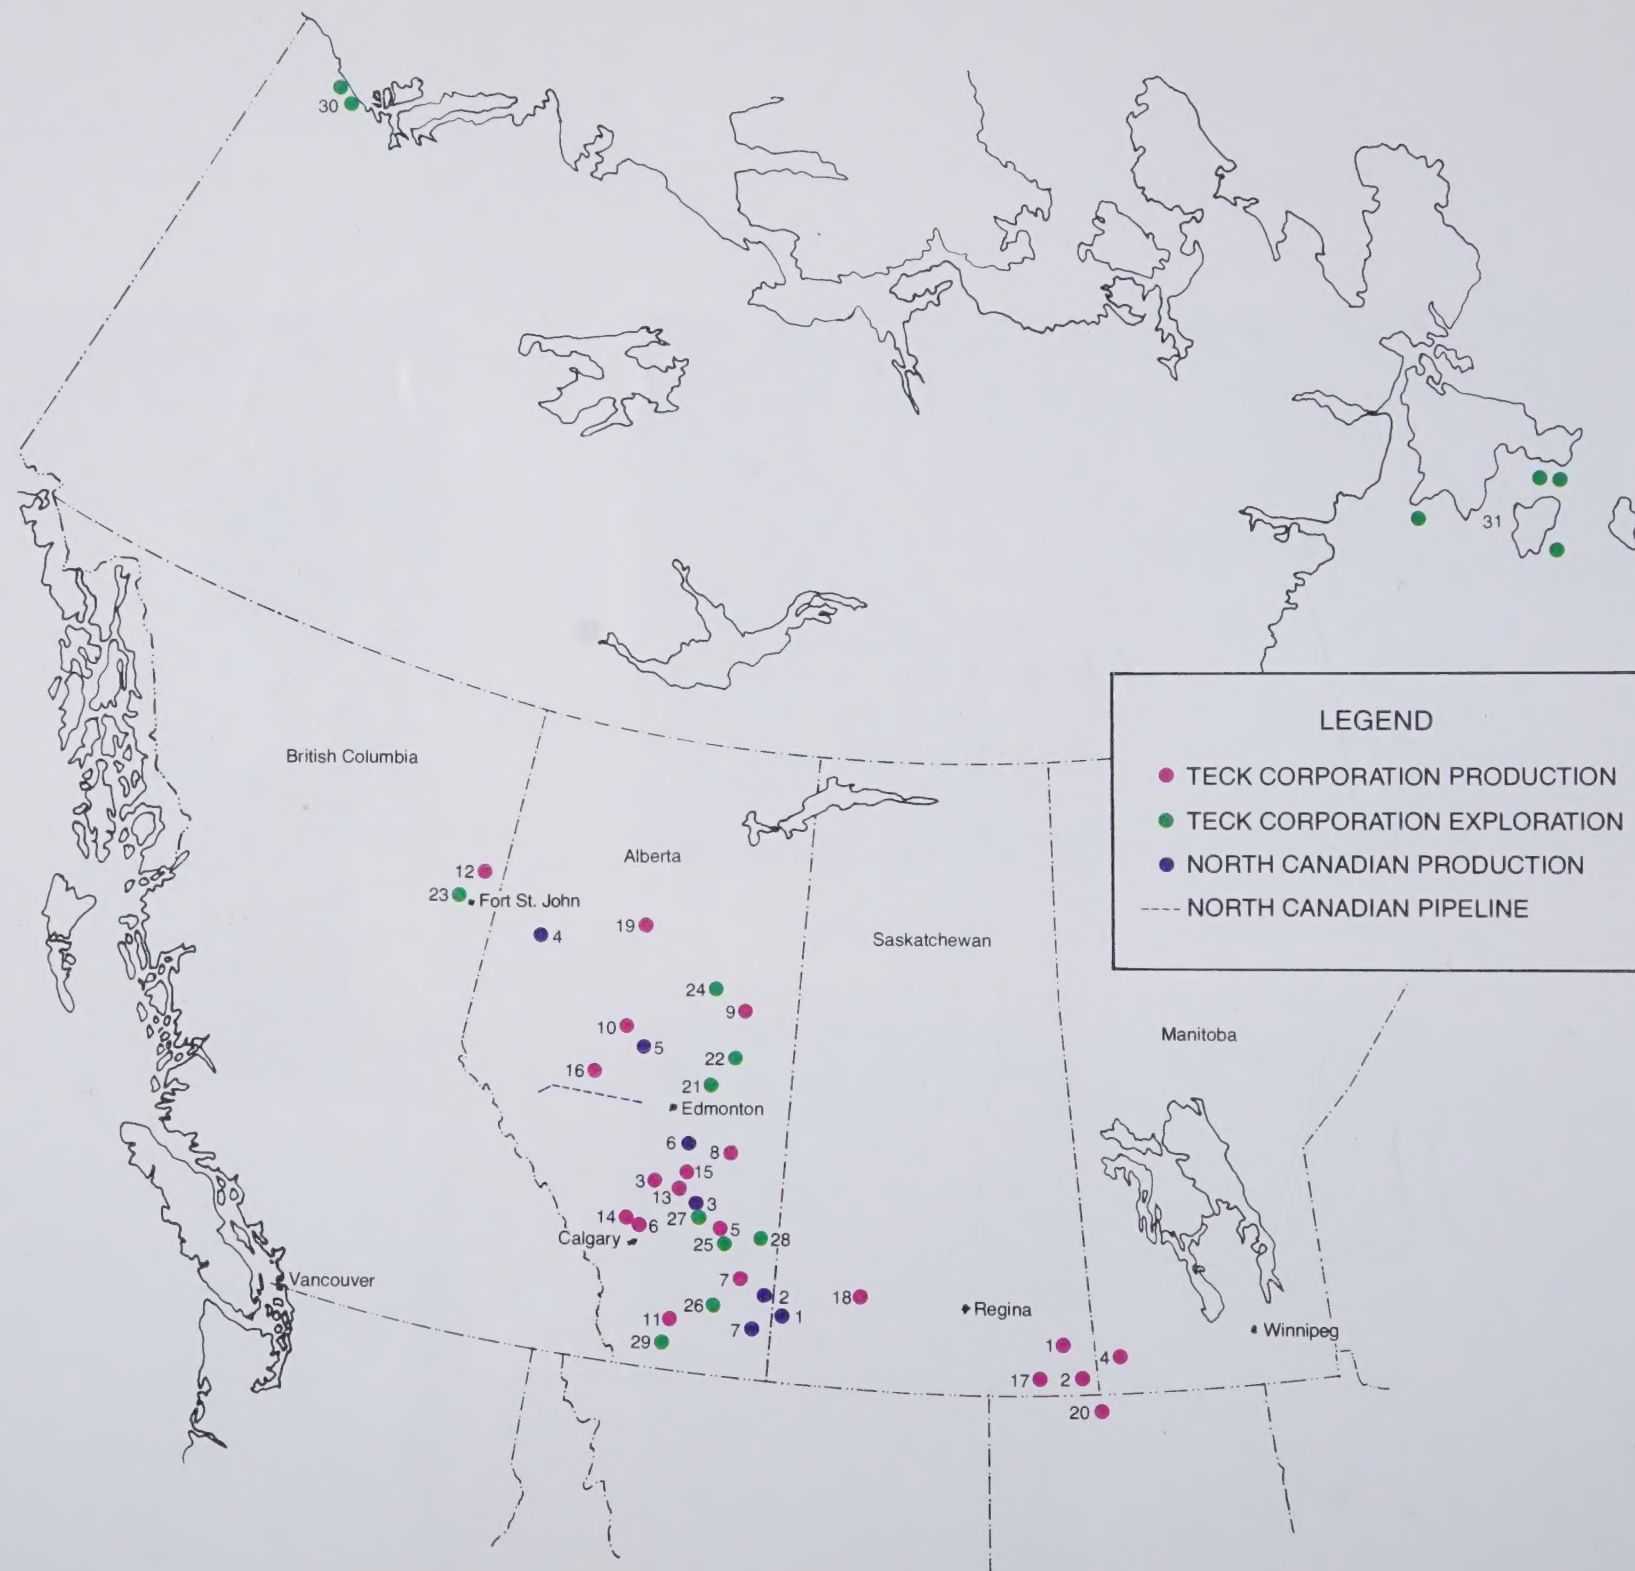 30
31
LEGEND
TECK CORPORATION PRODUCTION
TECK CORPORATION EXPLORATION
NORTH CANADIAN PRODUCTION
NORTH CANADIAN PIPELINE
British Columbia
Alberta
12
23
Fort St. John
4
19
Saskatchewan
24
9
10
5
Manitoba
22
16
21
Edmonton
6
8
15
3
13
3
14
6
27
5
Calgary
25
28
Vancouver
7
2
18
26
1
Regina
11
7
Winnipeg
29
1
4
17
2
20